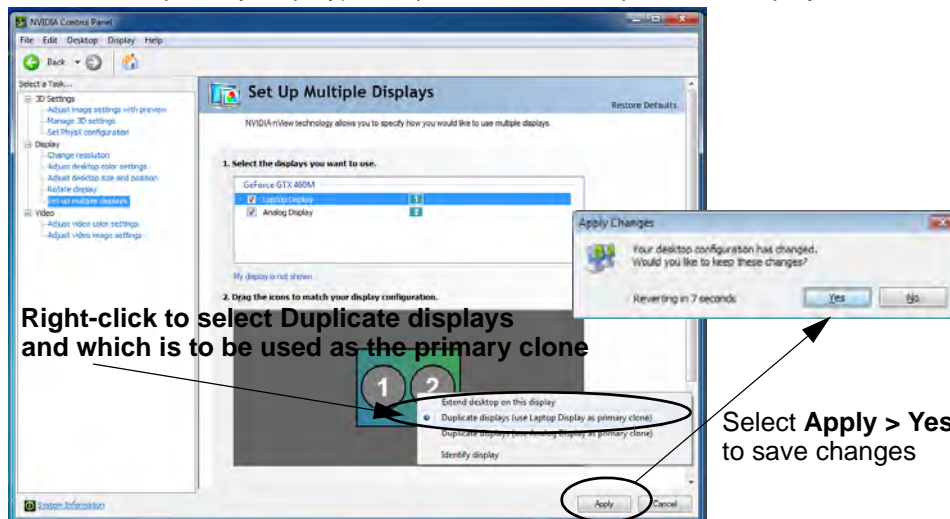 NVIDIA Control Panel
File Edit Desktop Display Help
Back
Select a Task...
3D Settings
Adjust image settings with preview
Manage 3D settings
Set PhysX configuration
Display
Change resolution
Adjust desktop color settings
Adjust desktop size and position
Rotate display
Set up multiple displays
Video
Adjust video color settings
Adjust video image settings
System Information
Set Up Multiple Displays
Restore Defaults
NVIDIA nView technology allows you to specify how you would like to use multiple displays.
1. Select the displays you want to use.
GeForce GTX 460M
Laptop Display 1
Analog Display 2
My display is not shown
2. Drag the icons to match your display configuration.
Right-click to select Duplicate displays
and which is to be used as the primary clone
1 2
Extend desktop on this display
Duplicate displays (use Laptop Display as primary clone)
Duplicate displays (use Analog Display as primary clone)
Identify display
Apply Cancel
Apply Changes
Your desktop configuration has changed.
Would you like to keep these changes?
Reverting in 7 seconds Yes No
Select Apply > Yes
to save changes